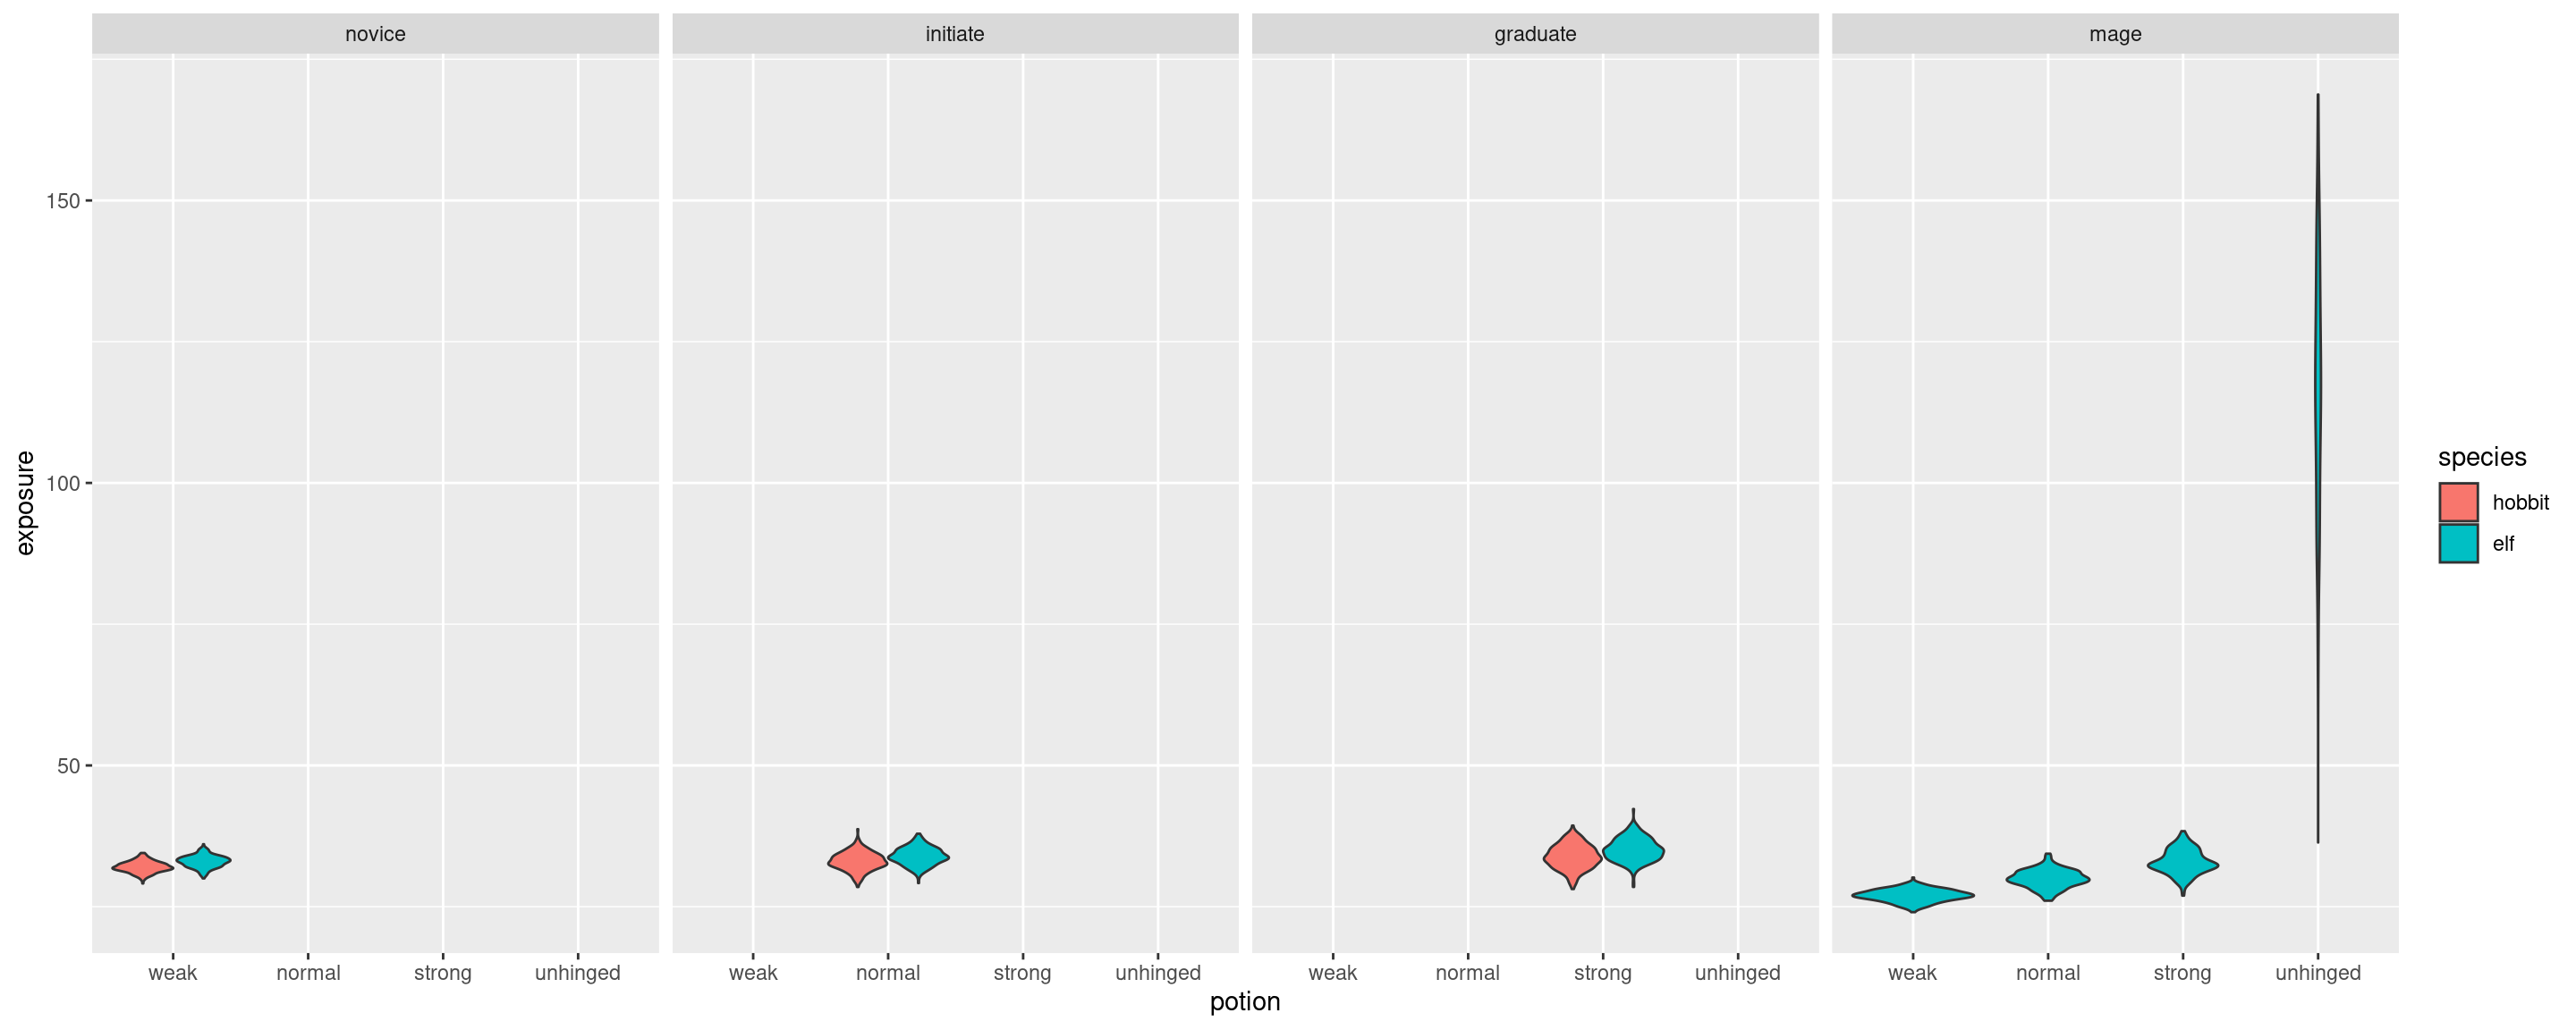 novice initiate graduate mage
150
100
50
exposure
weak normal strong unhinged weak normal strong unhinged weak normal strong unhinged weak normal strong unhinged
potion
species
hobbit
elf